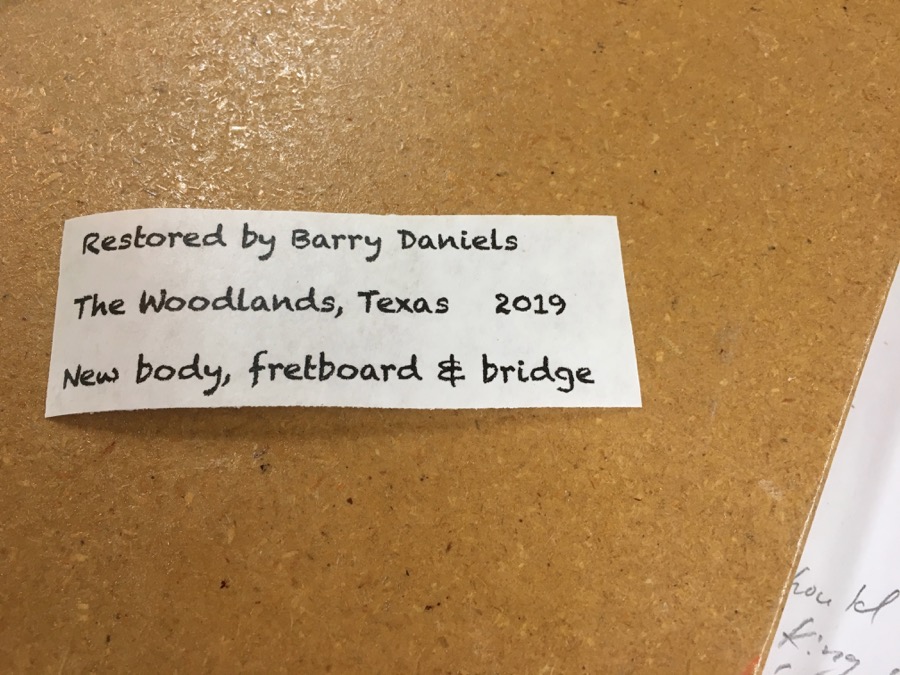 Restored by Barry Daniels
The Woodlands, Texas 2019
New body, fretboard & bridge